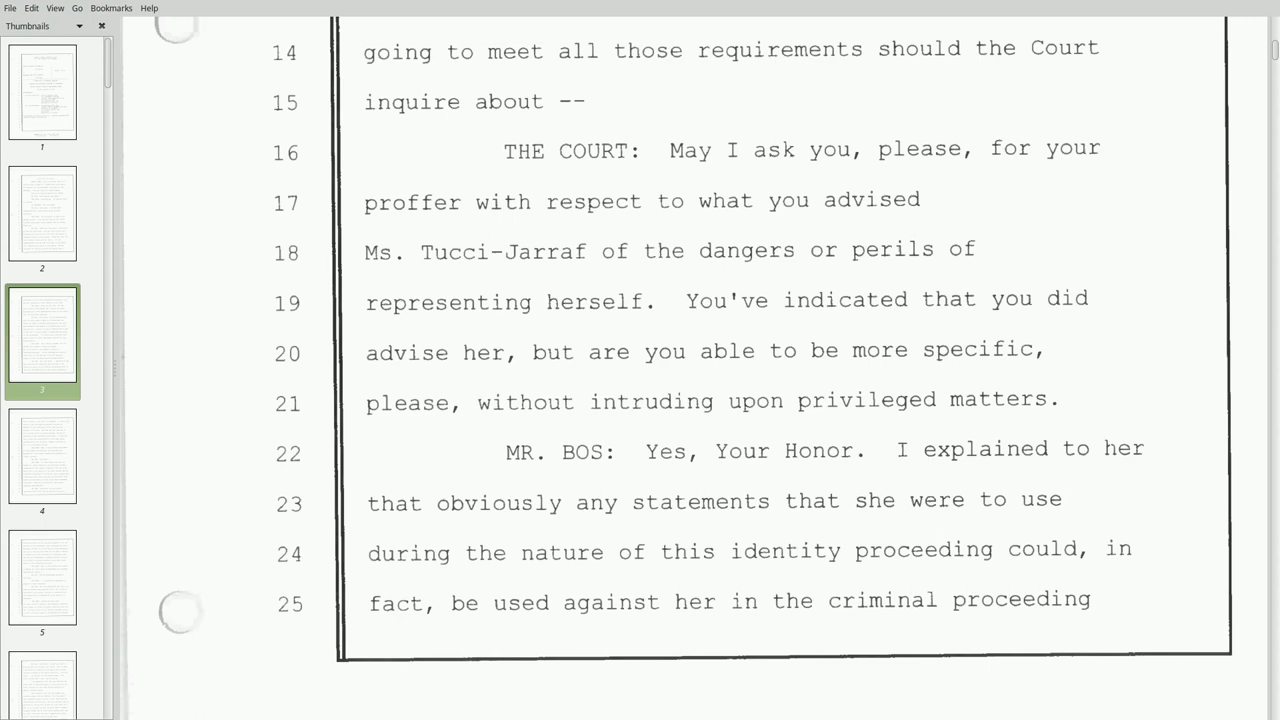 File Edit View Go Bookmarks Help
Thumbnails
1
2
3
4
5
14 going to meet all those requirements should the Court
15 inquire about --
16 THE COURT: May I ask you, please, for your
17 proffer with respect to what you advised
18 Ms. Tucci-Jarraf of the dangers or perils of
19 representing herself. You've indicated that you did
20 advise her, but are you able to be more specific,
21 please, without intruding upon privileged matters.
22 MR. BOS: Yes, Your Honor. I explained to her
23 that obviously any statements that she were to use
24 during the nature of this identity proceeding could, in
25 fact, be used against her in the criminal proceeding